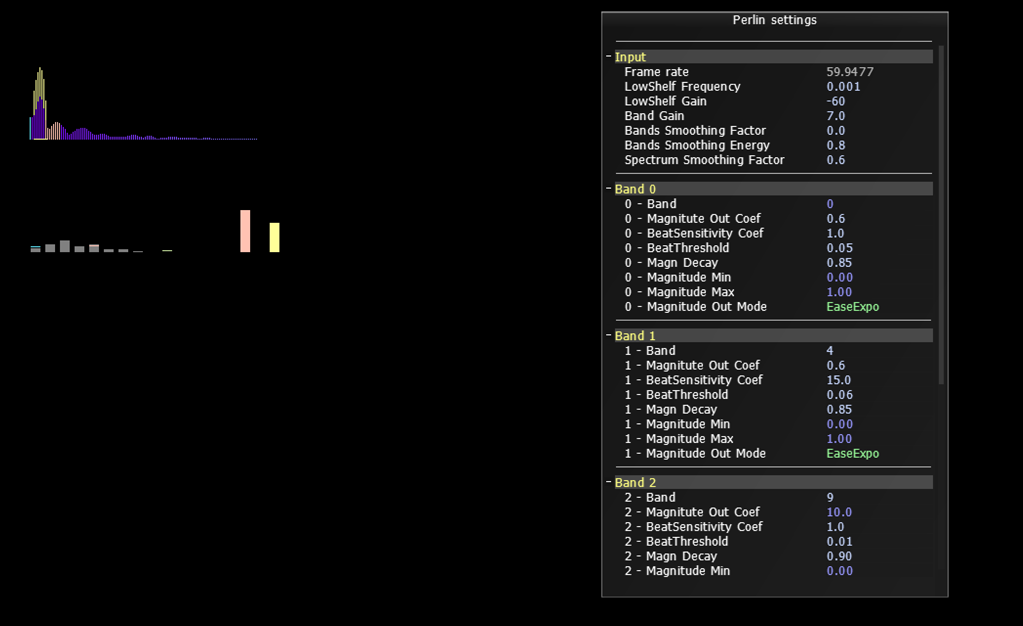 Perlin settings
Input
Frame rate 59.9477
LowShelf Frequency 0.001
LowShelf Gain -60
Band Gain 7.0
Bands Smoothing Factor 0.0
Bands Smoothing Energy 0.8
Spectrum Smoothing Factor 0.6
Band 0
0 - Band 0
0 - Magnitute Out Coef 0.6
0 - BeatSensitivity Coef 1.0
0 - BeatThreshold 0.05
0 - Magn Decay 0.85
0 - Magnitude Min 0.00
0 - Magnitude Max 1.00
0 - Magnitude Out Mode EaseExpo
Band 1
1 - Band 4
1 - Magnitute Out Coef 0.6
1 - BeatSensitivity Coef 15.0
1 - BeatThreshold 0.06
1 - Magn Decay 0.85
1 - Magnitude Min 0.00
1 - Magnitude Max 1.00
1 - Magnitude Out Mode EaseExpo
Band 2
2 - Band 9
2 - Magnitute Out Coef 10.0
2 - BeatSensitivity Coef 1.0
2 - BeatThreshold 0.01
2 - Magn Decay 0.90
2 - Magnitude Min 0.00